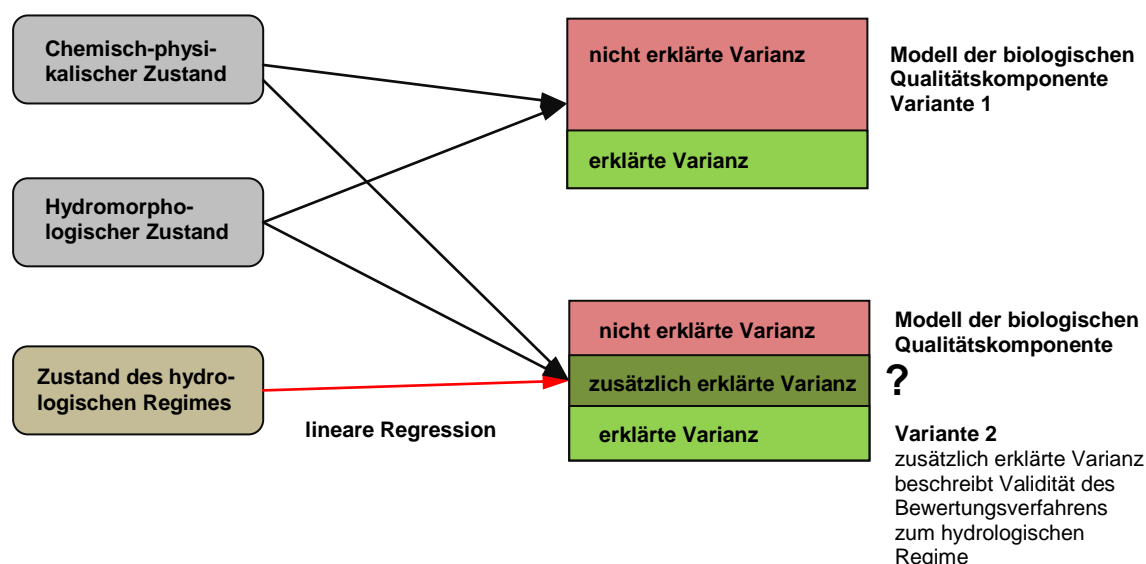 Chemisch-physi-
kalischer Zustand
nicht erklärte Varianz
erklärte Varianz
Modell der biologischen
Qualitätskomponente
Variante 1
Hydromorpho-
logischer Zustand
Zustand des hydro-
logischen Regimes
lineare Regression
nicht erklärte Varianz
zusätzlich erklärte Varianz
erklärte Varianz
Modell der biologischen
Qualitätskomponente
?
Variante 2
zusätzlich erklärte Varianz
beschreibt Validität des
Bewertungsverfahrens
zum hydrologischen
Regime